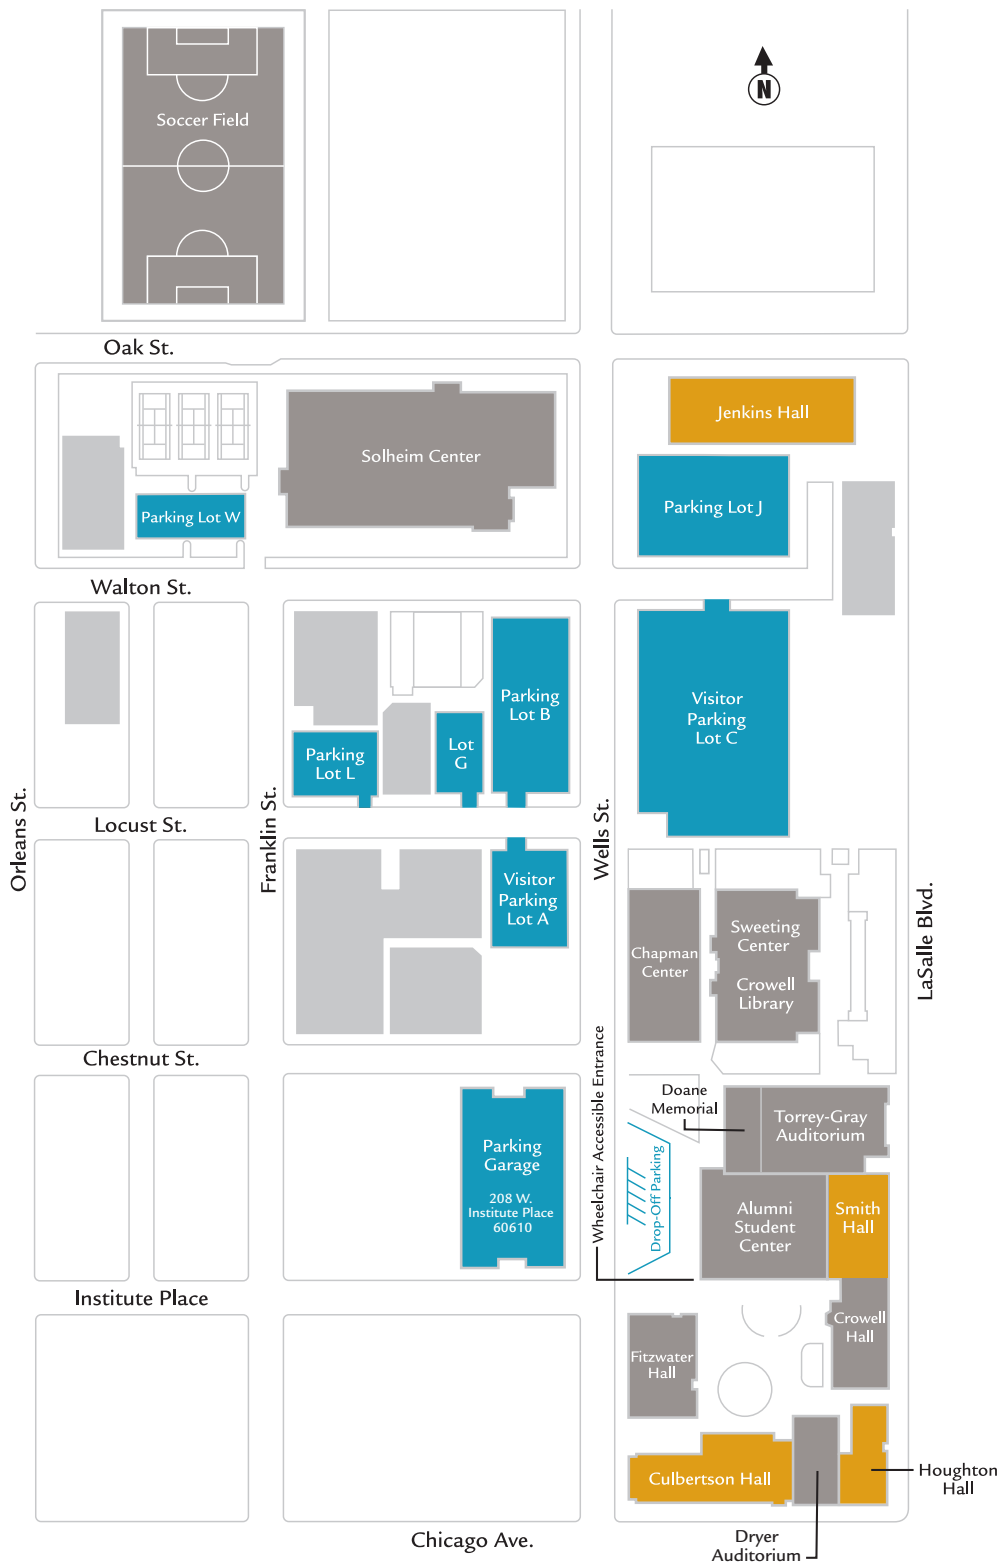 N
Soccer Field
Oak St.
Jenkins Hall
Solheim Center
Parking Lot J
Parking Lot W
Walton St.
Parking
Lot B
Visitor
Parking
Lot C
Lot
G
Parking
Lot L
Orleans St.
Franklin St.
Wells St.
LaSalle Blvd.
Locust St.
Visitor
Parking
Lot A
Sweeting
Center
Chapman
Center
Crowell
Library
Chestnut St.
Wheelchair Accessible Entrance
Doane
Memorial
Torrey-Gray
Auditorium
Parking
Garage
208 W.
Institute Place
60610
Drop-Off Parking
Alumni
Student
Center
Smith
Hall
Institute Place
Crowell
Hall
Fitzwater
Hall
Culbertson Hall
Houghton
Hall
Chicago Ave.
Dryer
Auditorium